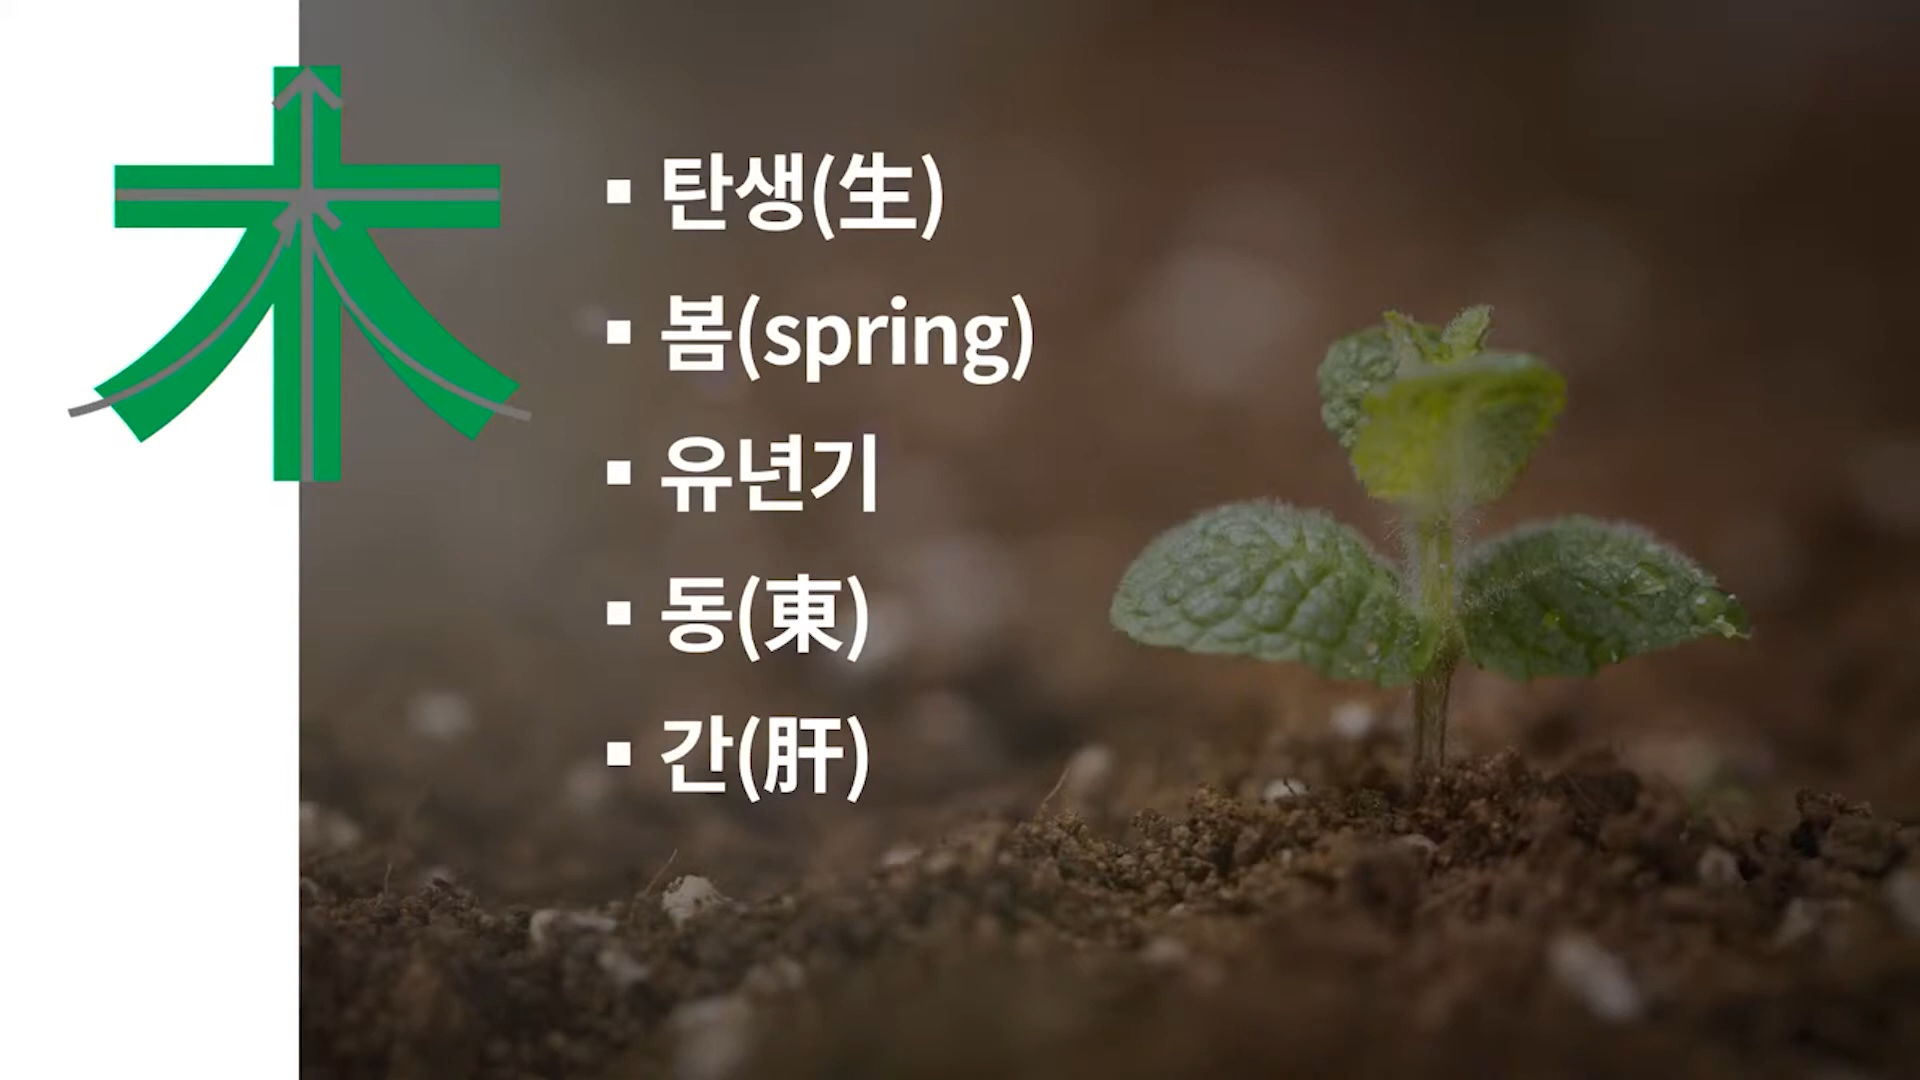 木
▪ 탄생(生)
▪ 봄(spring)
▪ 유년기
▪ 동(東)
▪ 간(肝)